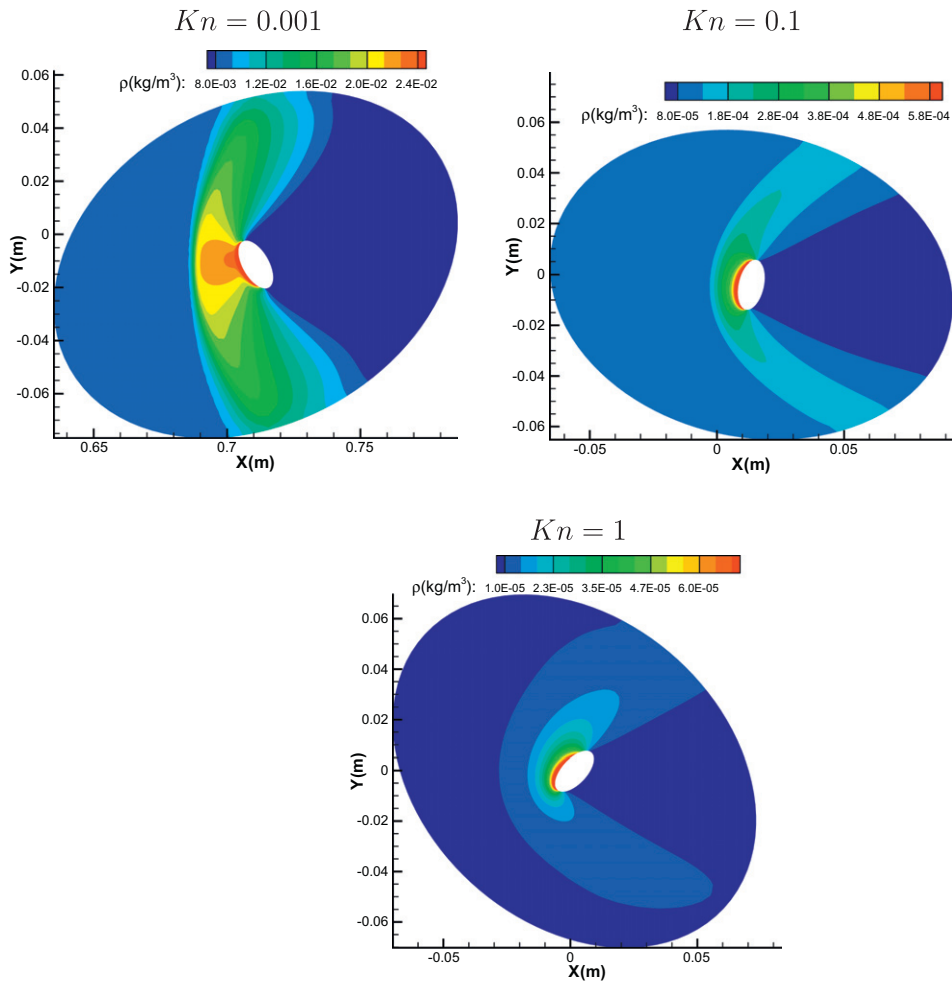 Kn = 0.001
ρ(kg/m³): 8.0E-03 1.2E-02 1.6E-02 2.0E-02 2.4E-02
0.06
0.04
0.02
0
-0.02
-0.04
-0.06
Y(m)
0.65 0.7 0.75
X(m)
Kn = 0.1
ρ(kg/m³): 8.0E-05 1.8E-04 2.8E-04 3.8E-04 4.8E-04 5.8E-04
0.06
0.04
0.02
0
-0.02
-0.04
-0.06
Y(m)
-0.05 0 0.05
X(m)
Kn = 1
ρ(kg/m³): 1.0E-05 2.3E-05 3.5E-05 4.7E-05 6.0E-05
0.06
0.04
0.02
0
-0.02
-0.04
-0.06
Y(m)
-0.05 0 0.05
X(m)